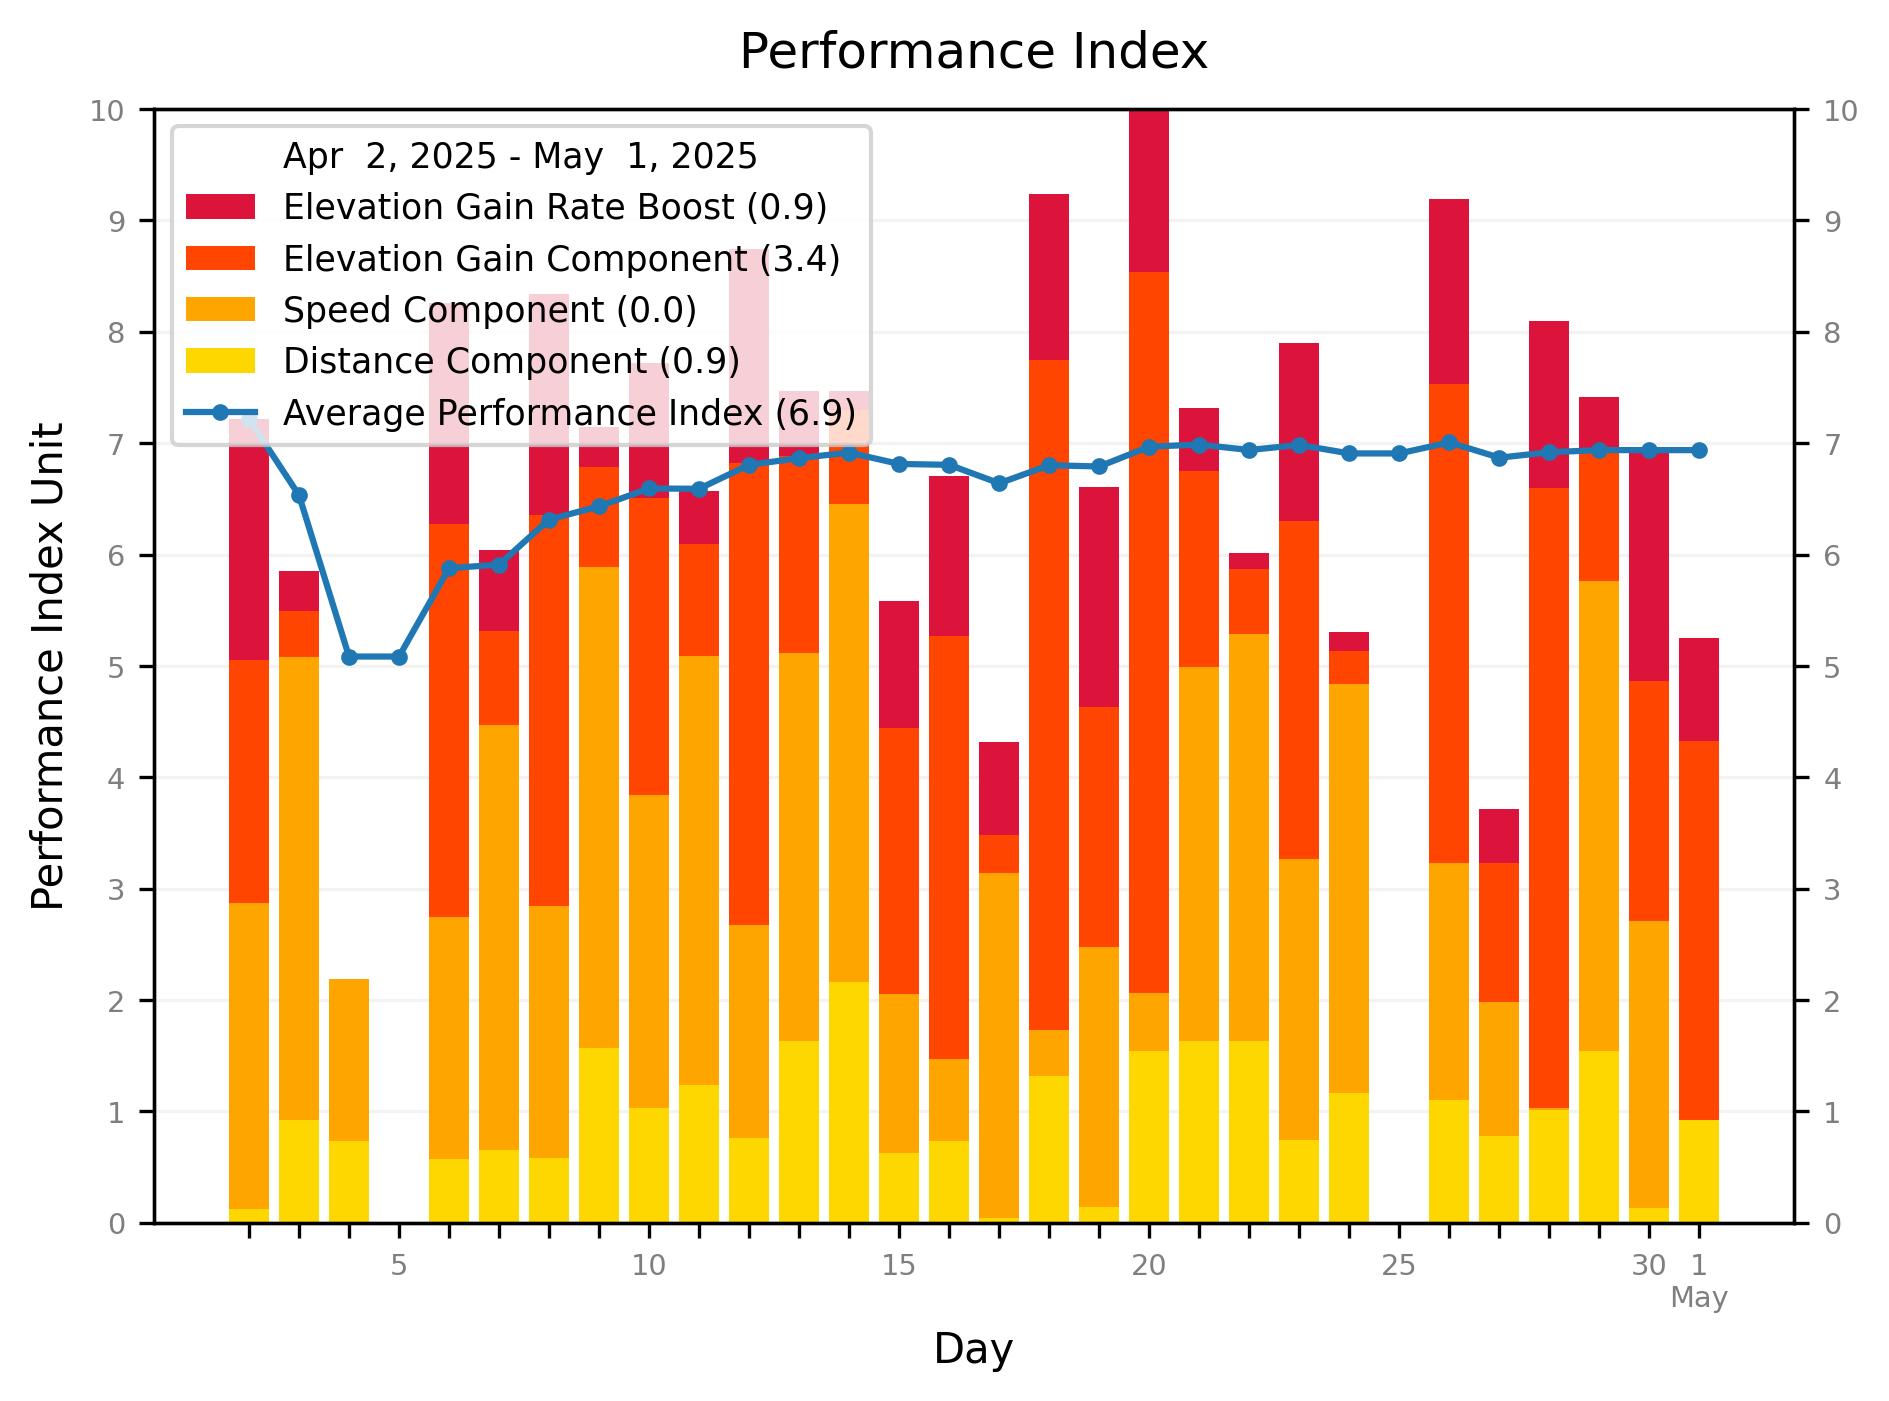 Performance Index
Apr  2, 2025 - May  1, 2025
Elevation Gain Rate Boost (0.9)
Elevation Gain Component (3.4)
Speed Component (0.0)
Distance Component (0.9)
Average Performance Index (6.9)
Performance Index Unit
10
9
8
7
6
5
4
3
2
1
0
10
9
8
7
6
5
4
3
2
1
0
5 10 15 20 25 30 1
May
Day